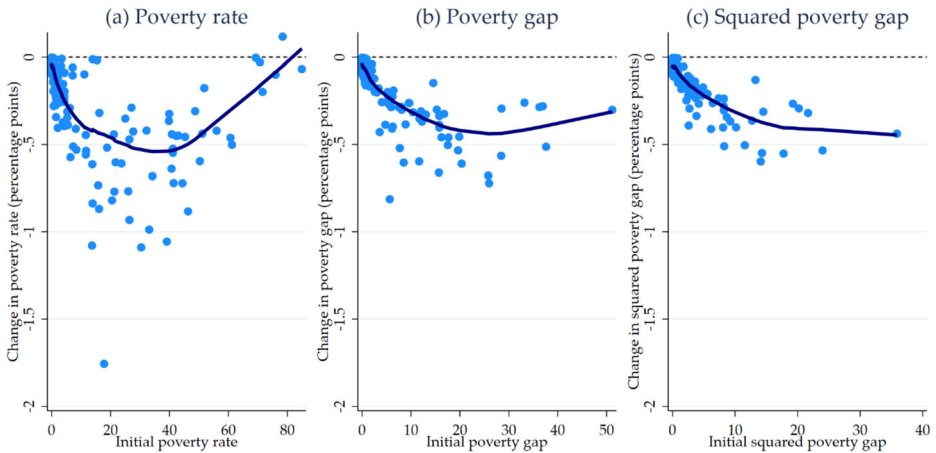 (a) Poverty rate
Change in poverty rate (percentage points)
0
-.5
-1
-1.5
-2
0 20 40 60 80
Initial poverty rate
(b) Poverty gap
Change in poverty gap (percentage points)
0
-.5
-1
-1.5
-2
0 10 20 30 40 50
Initial poverty gap
(c) Squared poverty gap
Change in squared poverty gap (percentage points)
0
-.5
-1
-1.5
-2
0 10 20 30 40
Initial squared poverty gap